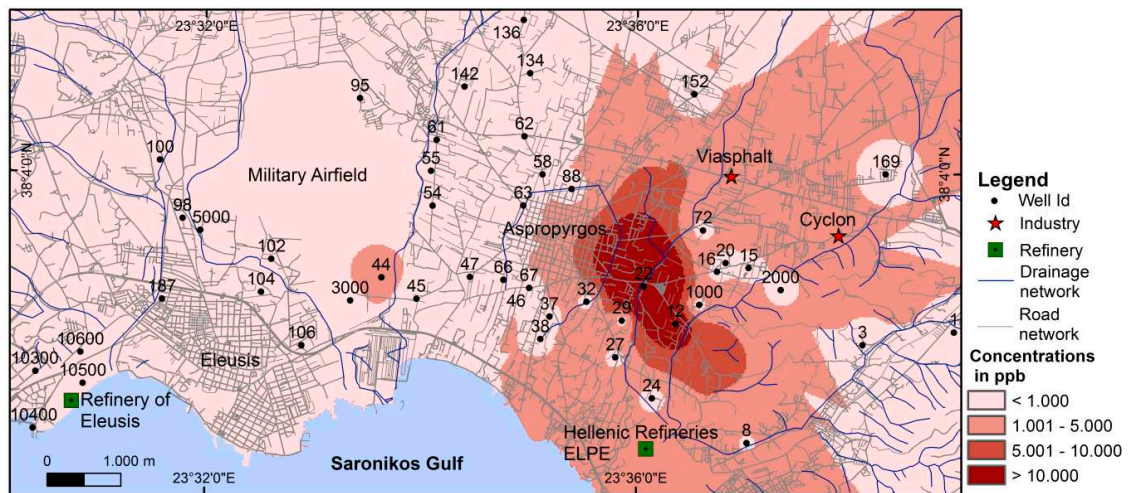 23°32'0"E
23°36'0"E
136
134
142
95
152
62
61
100
38°4'0"N
55
58
Viasphalt
169
38°4'0"N
Military Airfield
88
54
63
98
5000
Aspropyrgos
72
Cyclon
102
20
16
15
44
47
66
67
22
2000
104
187
3000
45
46
32
1000
37
29
12
38
106
3
1
10600
27
10300
Eleusis
10500
24
Refinery of
Eleusis
10400
8
Hellenic Refineries
ELPE
Saronikos Gulf
0
1.000 m
23°32'0"E
23°36'0"E
Legend
Well Id
Industry
Refinery
Drainage
network
Road
network
Concentrations
in ppb
< 1.000
1.001 - 5.000
5.001 - 10.000
> 10.000